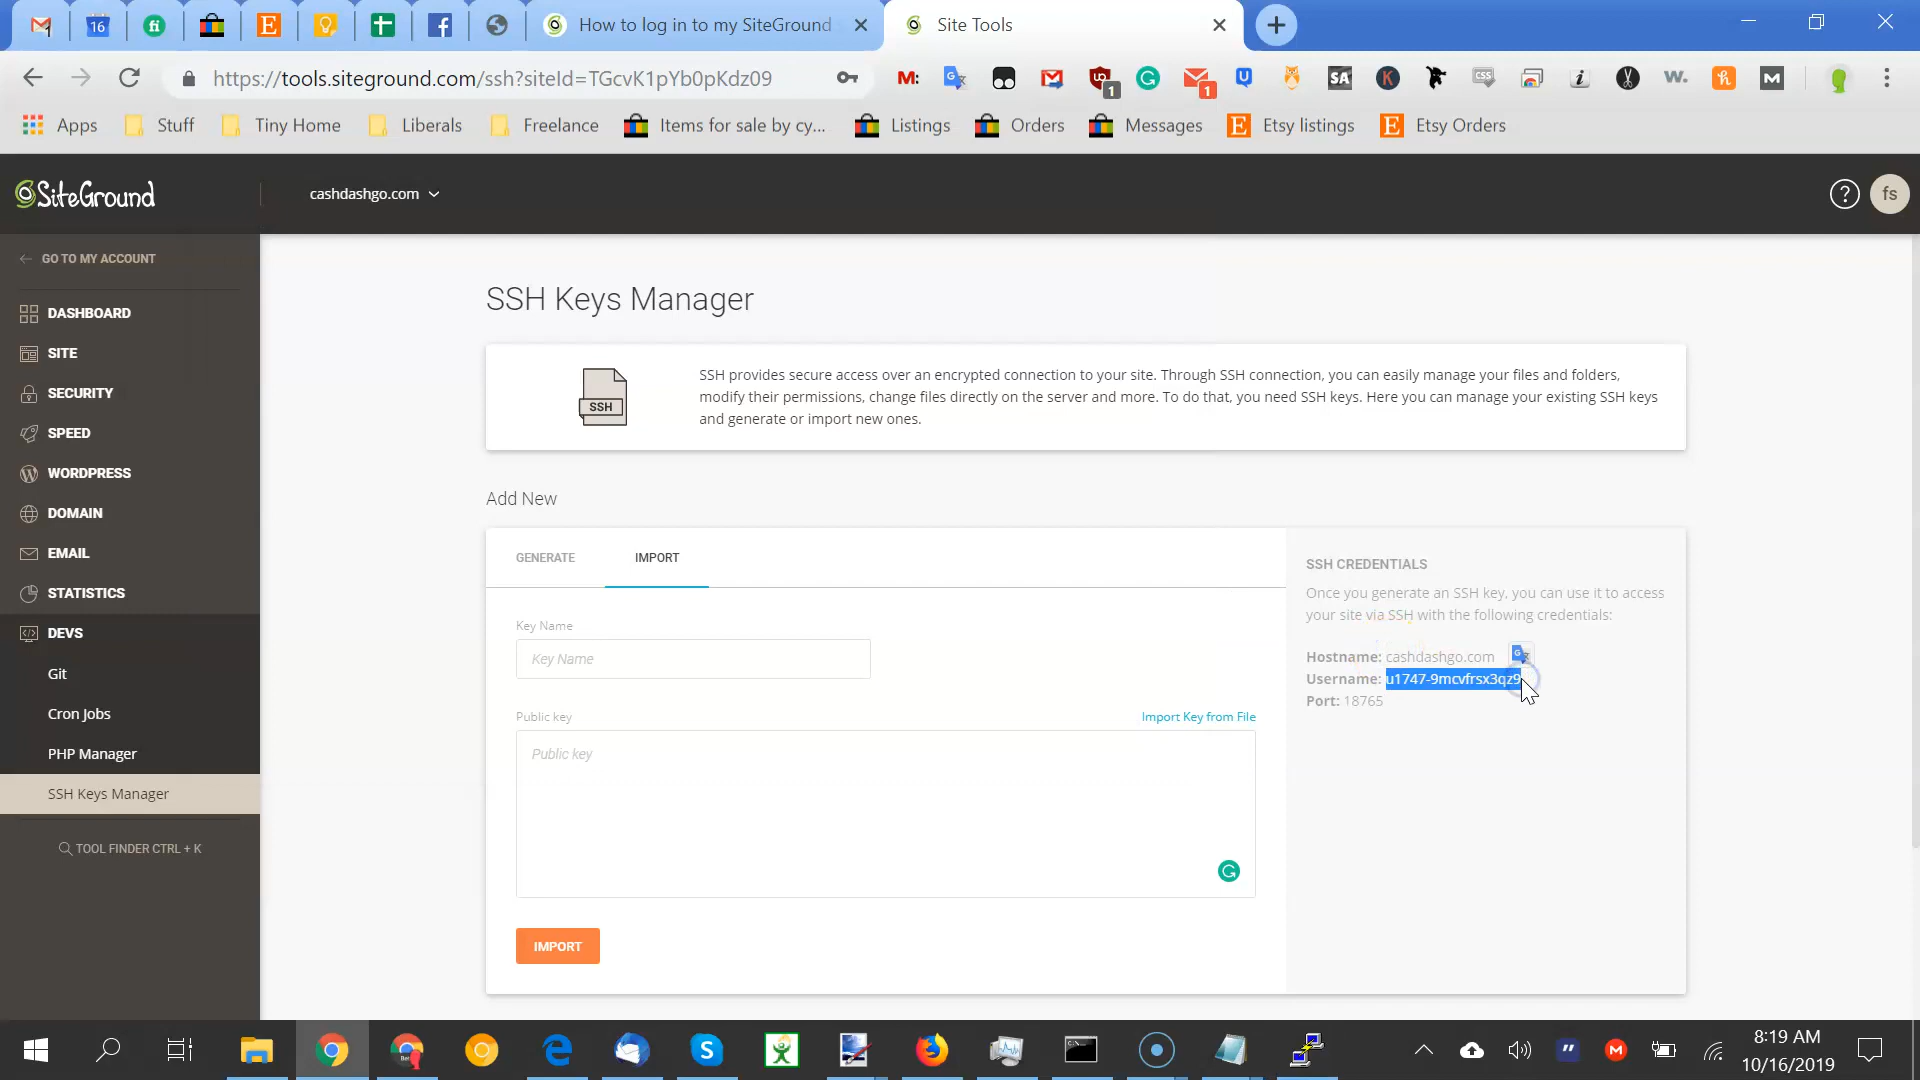 How to log in to my SiteGround
Site Tools
https://tools.siteground.com/ssh?siteId=TGcvK1pYb0pKdz09
Apps
Stuff
Tiny Home
Liberals
Freelance
Items for sale by cy...
Listings
Orders
Messages
Etsy listings
Etsy Orders
SiteGround
cashdashgo.com
fs
GO TO MY ACCOUNT
DASHBOARD
SITE
SECURITY
SPEED
WORDPRESS
DOMAIN
EMAIL
STATISTICS
DEVS
Git
Cron Jobs
PHP Manager
SSH Keys Manager
TOOL FINDER CTRL + K
SSH Keys Manager
SSH
SSH provides secure access over an encrypted connection to your site. Through SSH connection, you can easily manage your files and folders,
modify their permissions, change files directly on the server and more. To do that, you need SSH keys. Here you can manage your existing SSH keys
and generate or import new ones.
Add New
GENERATE
IMPORT
Key Name
Key Name
Public key
Import Key from File
Public key
IMPORT
SSH CREDENTIALS
Once you generate an SSH key, you can use it to access
your site via SSH with the following credentials:
Hostname: cashdashgo.com
Username: u1747-9mcvfrsx3qz9
Port: 18765
8:19 AM
10/16/2019